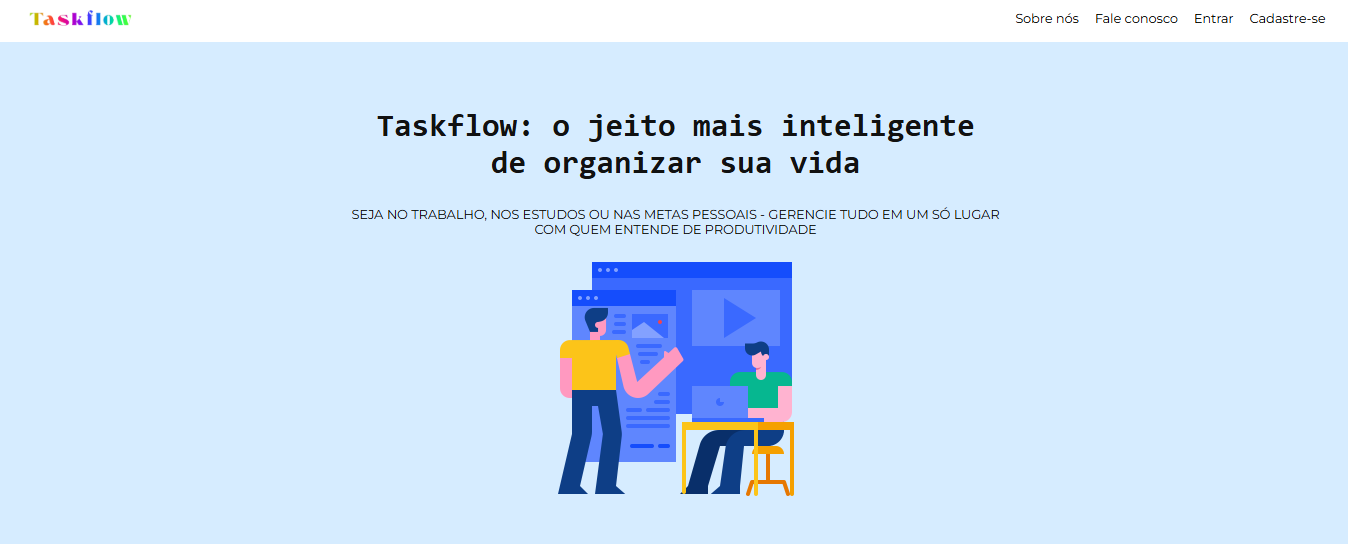 Taskflow
Sobre nós Fale conosco Entrar Cadastre-se
Taskflow: o jeito mais inteligente
de organizar sua vida
SEJA NO TRABALHO, NOS ESTUDOS OU NAS METAS PESSOAIS - GERENCIE TUDO EM UM SÓ LUGAR
COM QUEM ENTENDE DE PRODUTIVIDADE